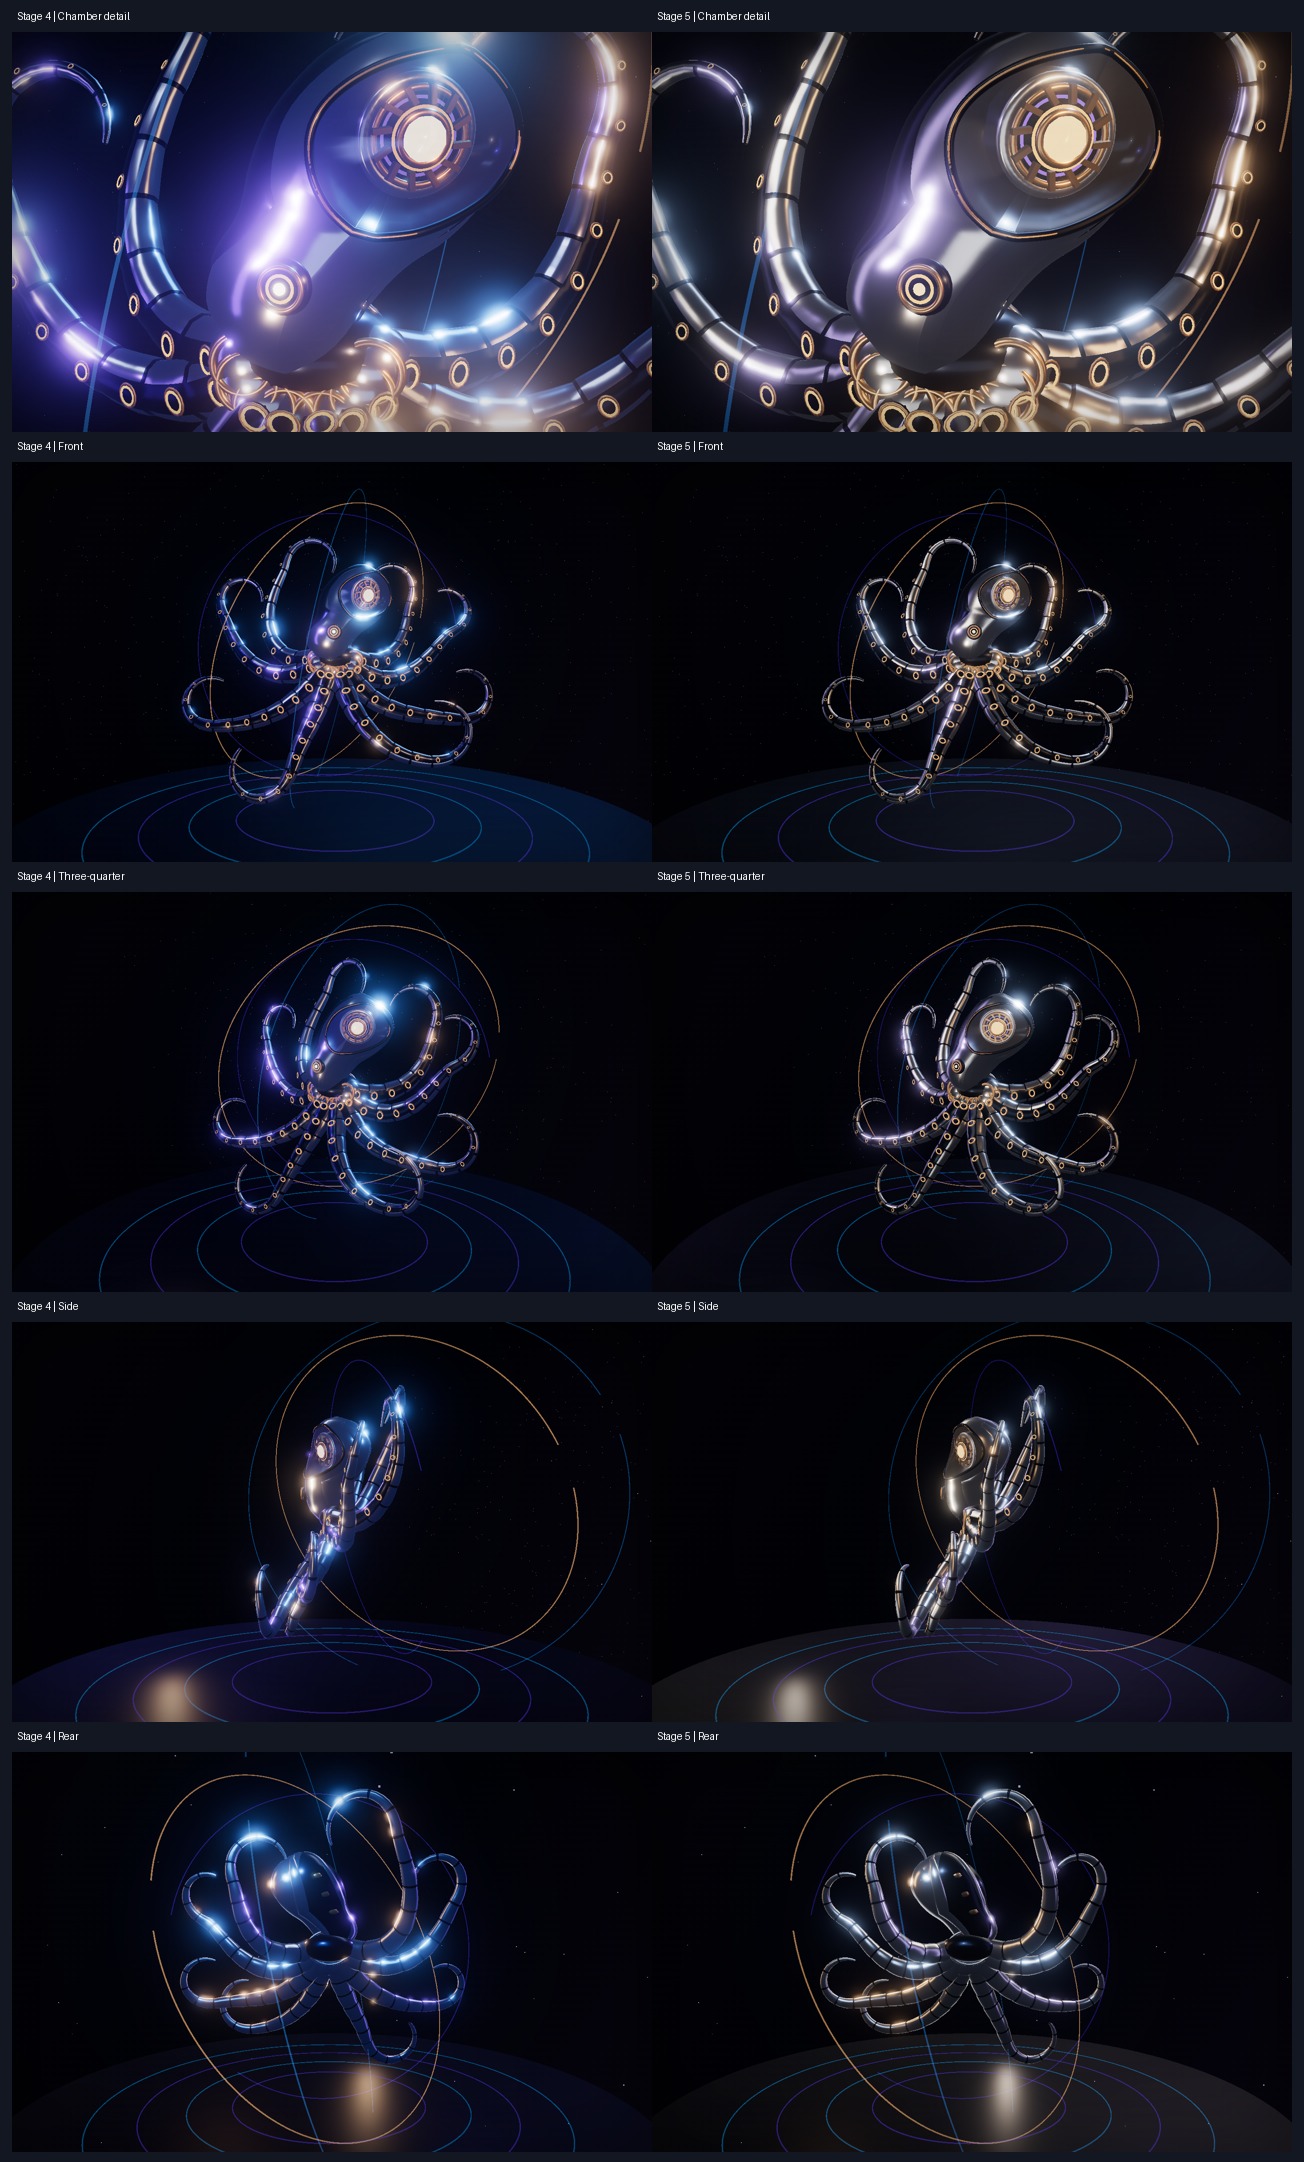 Stage 4 | Chamber detail
Stage 5 | Chamber detail
Stage 4 | Front
Stage 5 | Front
Stage 4 | Three-quarter
Stage 5 | Three-quarter
Stage 4 | Side
Stage 5 | Side
Stage 4 | Rear
Stage 5 | Rear